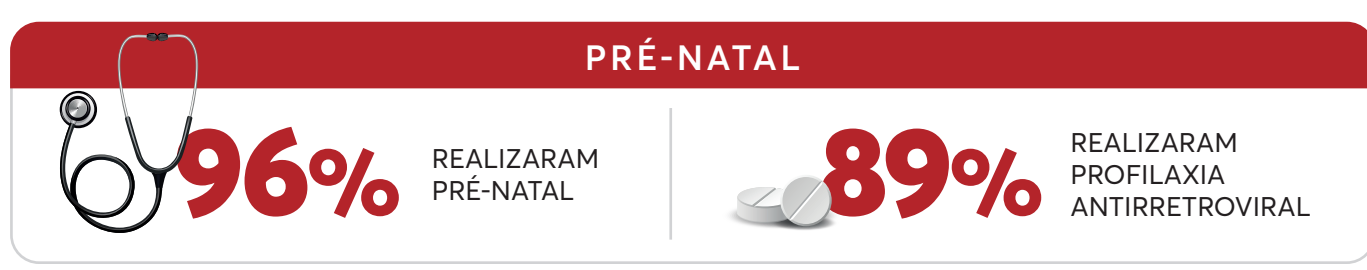 PRÉ-NATAL
96%
REALIZARAM
PRÉ-NATAL
89%
REALIZARAM
PROFILAXIA
ANTIRRETROVIRAL